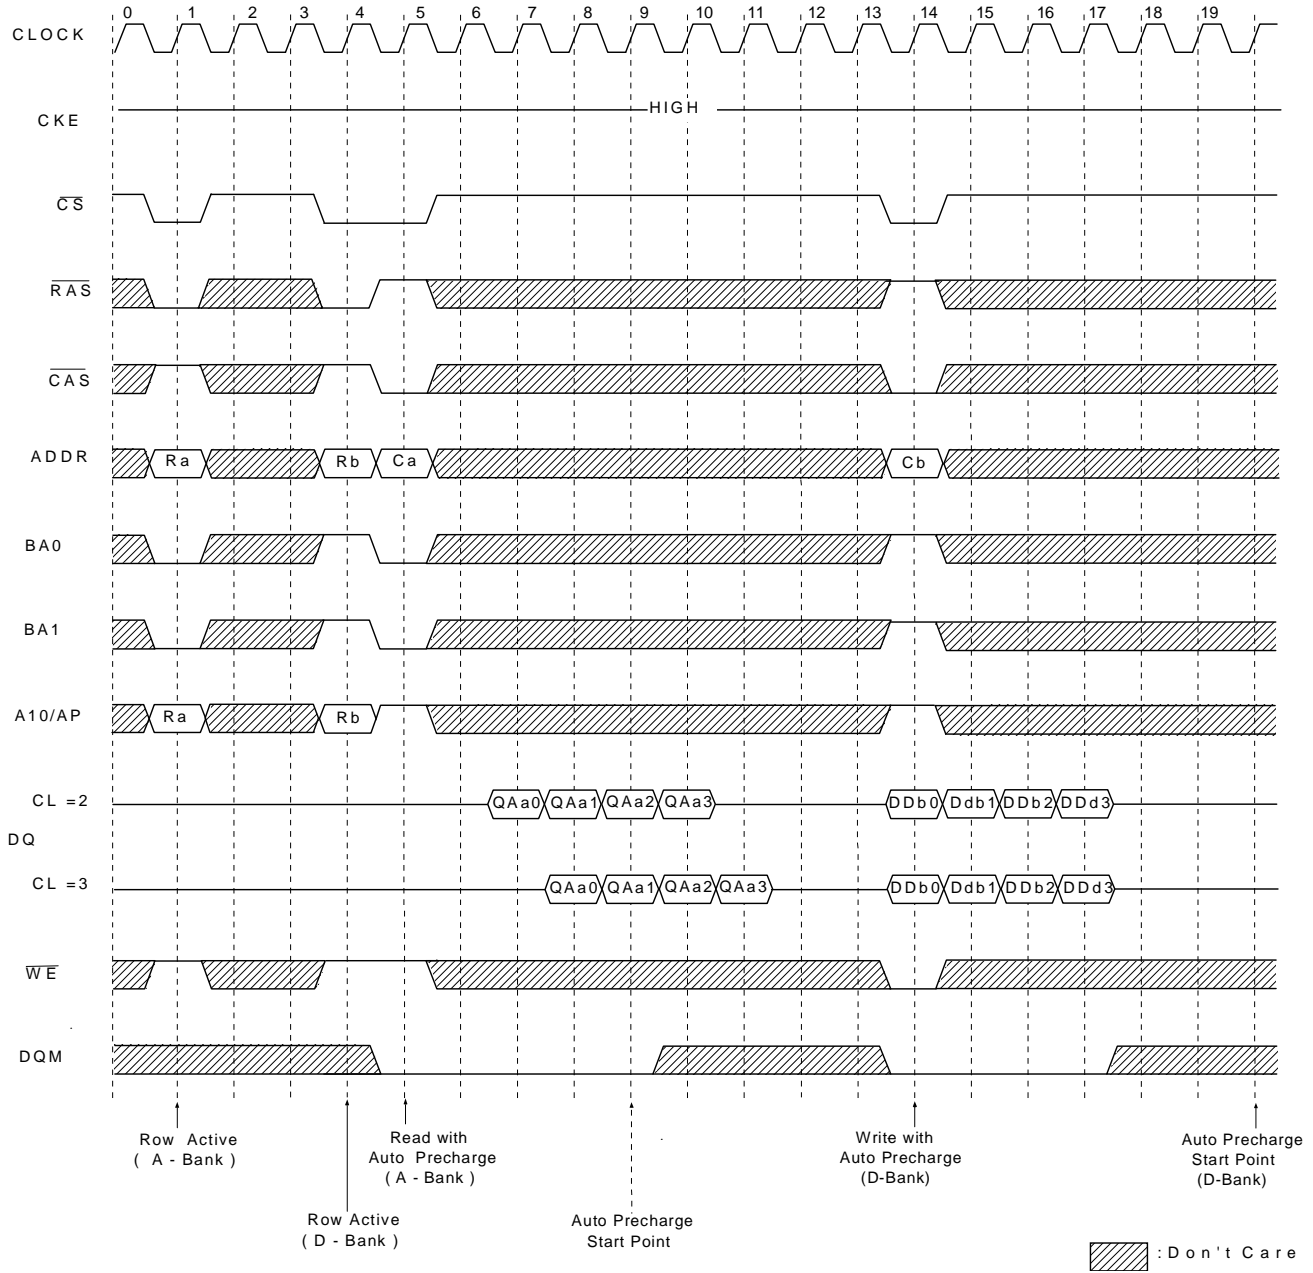 0 1 2 3 4 5 6 7 8 9 10 11 12 13 14 15 16 17 18 19
CLOCK
HIGH
CKE
CS
RAS
CAS
ADDR Ra Rb Ca Cb
BA0
BA1
A10/AP Ra Rb
CL =2 QAa0 QAa1 QAa2 QAa3 DDb0 Ddb1 DDb2 DDd3
DQ
CL =3 QAa0 QAa1 QAa2 QAa3 DDb0 Ddb1 DDb2 DDd3
WE
DQM
Row Active
( A - Bank )
Read with
Auto Precharge
( A - Bank )
Write with
Auto Precharge
(D-Bank)
Auto Precharge
Start Point
(D-Bank)
Row Active
( D - Bank )
Auto Precharge
Start Point
: Don't Care